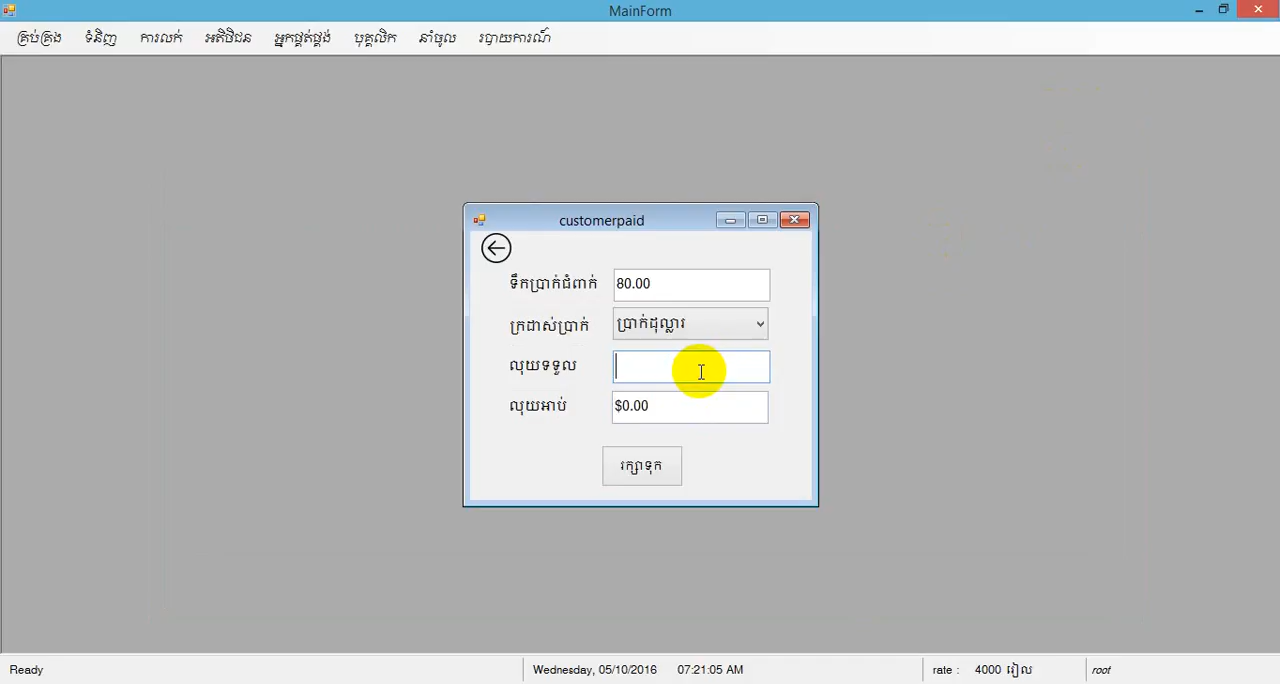 MainForm
គ្រប់គ្រង ទំនិញ ការលក់ អតិថិជន អ្នកផ្គត់ផ្គង់ បុគ្គលិក នាំចូល របាយការណ៍
customerpaid
ទឹកប្រាក់ជំពាក់ 80.00
ក្រដាស់ប្រាក់ ប្រាក់ដុល្លារ
លុយទទួល
លុយអាប់ $0.00
រក្សាទុក
Ready Wednesday, 05/10/2016 07:21:05 AM rate : 4000 រៀល root